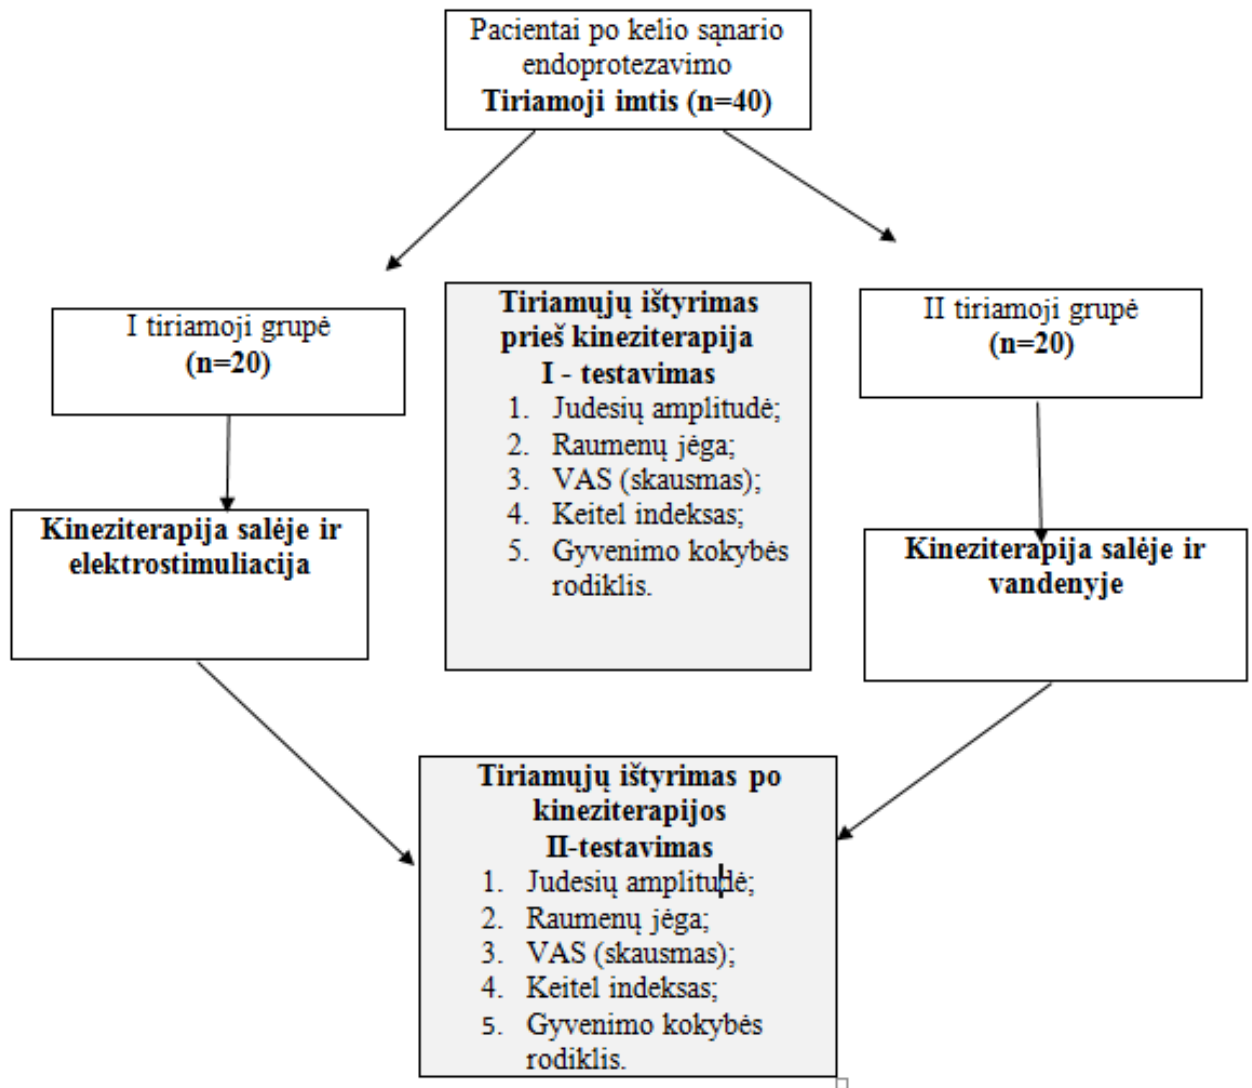 Pacientai po kelio sąnario
endoprotezavimo
Tiriamoji imtis (n=40)
I tiriamoji grupė
(n=20)
Tiriamųjų ištyrimas
prieš kineziterapija
I - testavimas
1. Judesių amplitudė;
2. Raumenų jėga;
3. VAS (skausmas);
4. Keitel indeksas;
5. Gyvenimo kokybės
rodiklis.
II tiriamoji grupė
(n=20)
Kineziterapija salėje ir
elektrostimuliacija
Kineziterapija salėje ir
vandenyje
Tiriamųjų ištyrimas po
kineziterapijos
II-testavimas
1. Judesių amplitudė;
2. Raumenų jėga;
3. VAS (skausmas);
4. Keitel indeksas;
5. Gyvenimo kokybės
rodiklis.